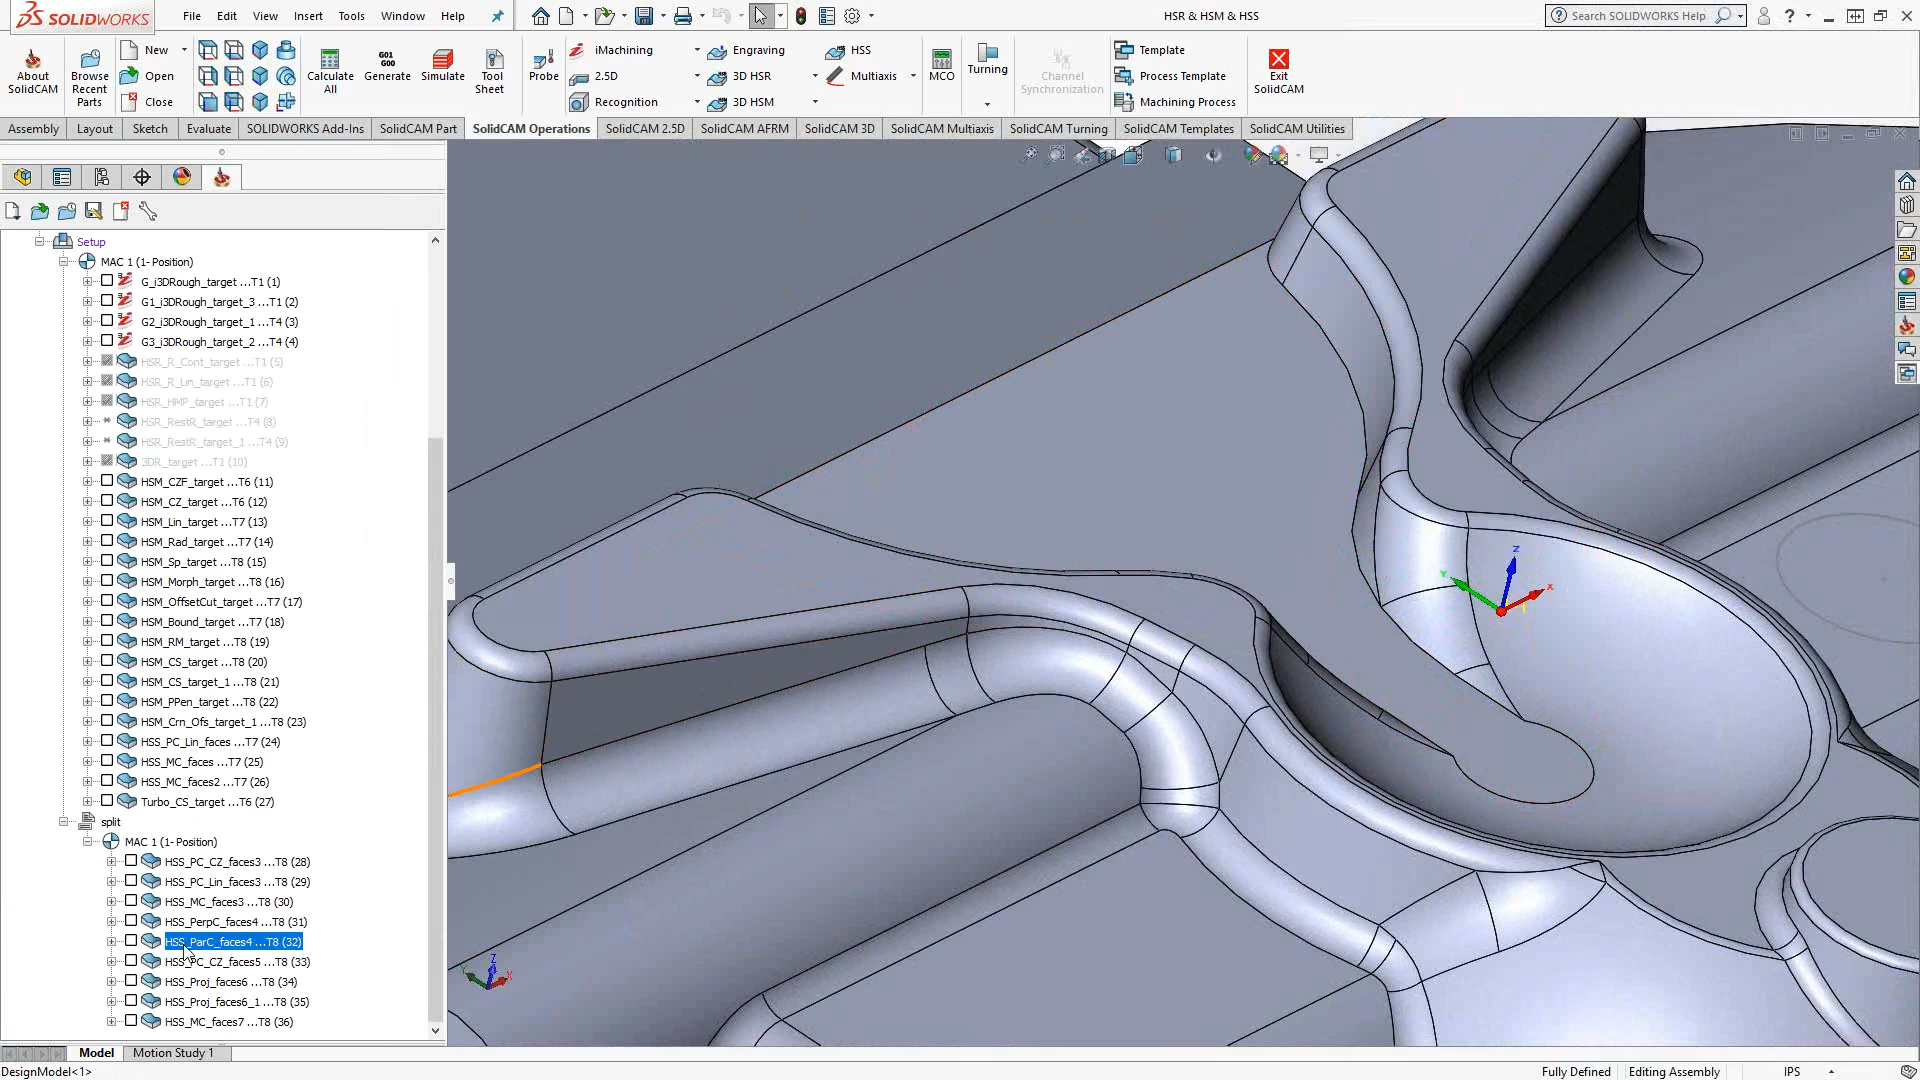 SOLIDWORKS
File Edit View Insert Tools Window Help
HSR & HSM & HSS
Search SOLIDWORKS Help
About SolidCAM
Browse Recent Parts
New
Open
Close
Calculate All
G01 G00
Generate
Simulate
Tool Sheet
Probe
iMachining
2.5D
Recognition
Engraving
3D HSR
3D HSM
HSS
Multiaxis
MCO
Turning
Channel Synchronization
Template
Process Template
Machining Process
Exit SolidCAM
Assembly Layout Sketch Evaluate SOLIDWORKS Add-Ins SolidCAM Part SolidCAM Operations SolidCAM 2.5D SolidCAM AFRM SolidCAM 3D SolidCAM Multiaxis SolidCAM Turning SolidCAM Templates SolidCAM Utilities
Setup
MAC 1 (1- Position)
G_i3DRough_target ...T1 (1)
G1_i3DRough_target_3 ...T1 (2)
G2_i3DRough_target_1 ...T4 (3)
G3_i3DRough_target_2 ...T4 (4)
HSR_R_Cont_target ...T1 (5)
HSR_R_Lin_target ...T1 (6)
HSR_HMP_target ...T1 (7)
HSR_RestR_target ...T4 (8)
HSR_RestR_target_1 ...T4 (9)
3DR_target ...T1 (10)
HSM_CZF_target ...T6 (11)
HSM_CZ_target ...T6 (12)
HSM_Lin_target ...T7 (13)
HSM_Rad_target ...T7 (14)
HSM_Sp_target ...T8 (15)
HSM_Morph_target ...T8 (16)
HSM_OffsetCut_target ...T7 (17)
HSM_Bound_target ...T7 (18)
HSM_RM_target ...T8 (19)
HSM_CS_target ...T8 (20)
HSM_CS_target_1 ...T8 (21)
HSM_PPen_target ...T8 (22)
HSM_Crn_Ofs_target_1 ...T8 (23)
HSS_PC_Lin_faces ...T7 (24)
HSS_MC_faces ...T7 (25)
HSS_MC_faces2 ...T7 (26)
Turbo_CS_target ...T6 (27)
split
MAC 1 (1- Position)
HSS_PC_CZ_faces3 ...T8 (28)
HSS_PC_Lin_faces3 ...T8 (29)
HSS_MC_faces3 ...T8 (30)
HSS_PerpC_faces4 ...T8 (31)
HSS_ParC_faces4 ...T8 (32)
HSS_PC_CZ_faces5 ...T8 (33)
HSS_Proj_faces6 ...T8 (34)
HSS_Proj_faces6_1 ...T8 (35)
HSS_MC_faces7 ...T8 (36)
Z
Y
X
Z
X
Model Motion Study 1
DesignModel<1>
Fully Defined Editing Assembly IPS